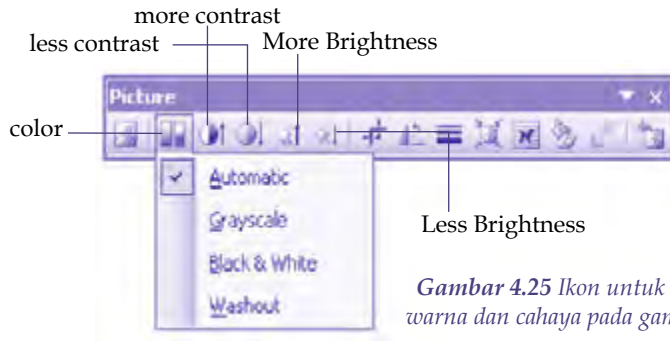 more contrast
less contrast
More Brightness
Picture
color
Automatic
Grayscale
Black & White
Washout
Less Brightness
Gambar 4.25 Ikon untuk
warna dan cahaya pada gam